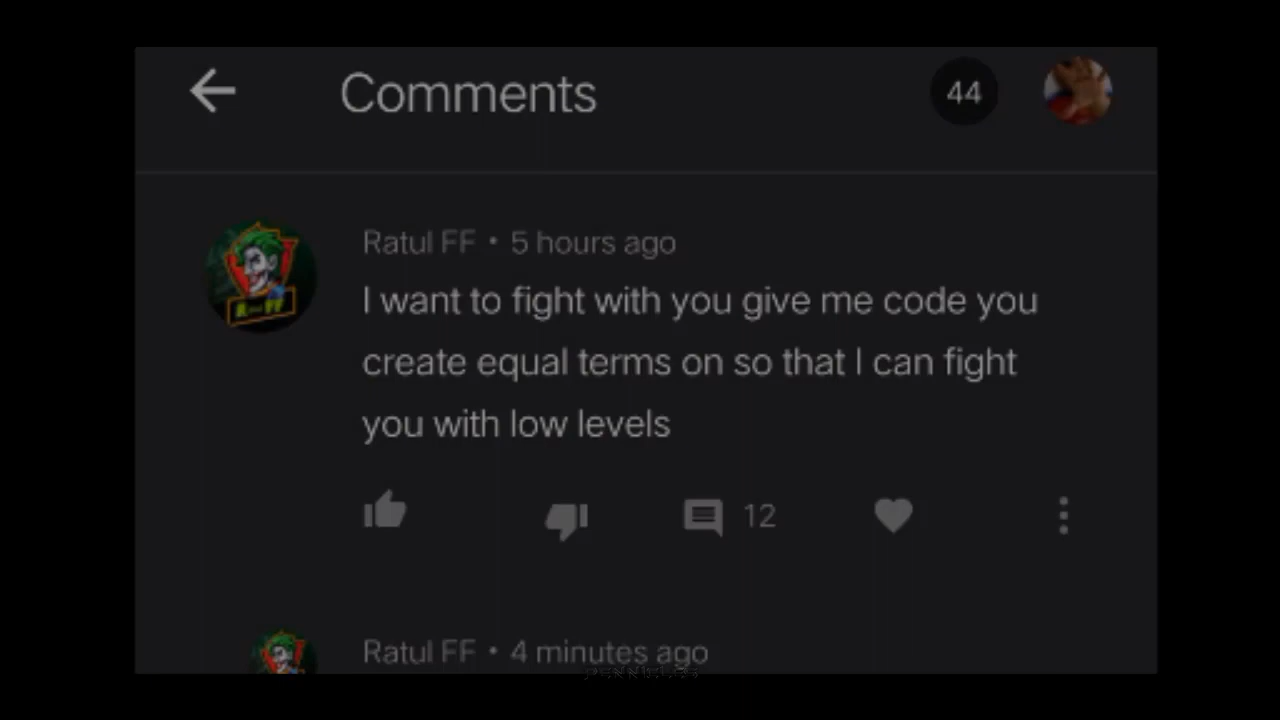 Comments
44
Ratul FF • 5 hours ago
I want to fight with you give me code you
create equal terms on so that I can fight
you with low levels
12
Ratul FF • 4 minutes ago